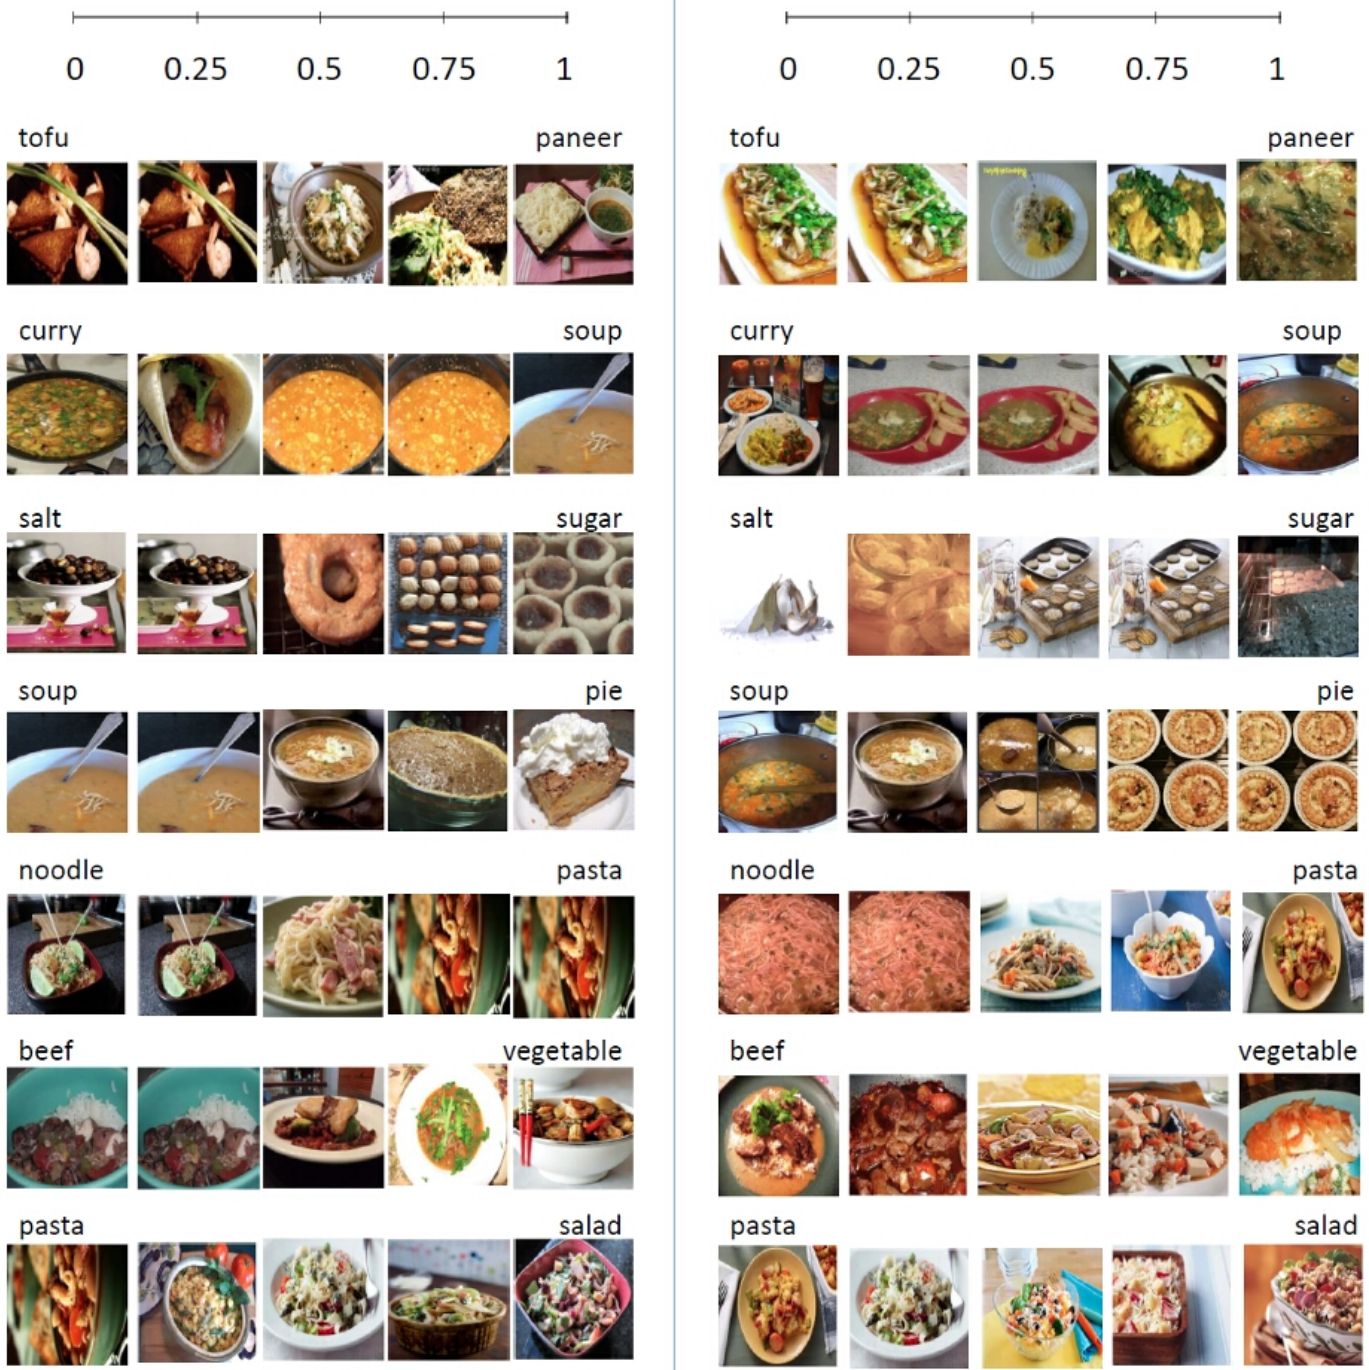 0 0.25 0.5 0.75 1
tofu paneer
curry soup
salt sugar
soup pie
noodle pasta
beef vegetable
pasta salad
0 0.25 0.5 0.75 1
tofu paneer
curry soup
salt sugar
soup pie
noodle pasta
beef vegetable
pasta salad